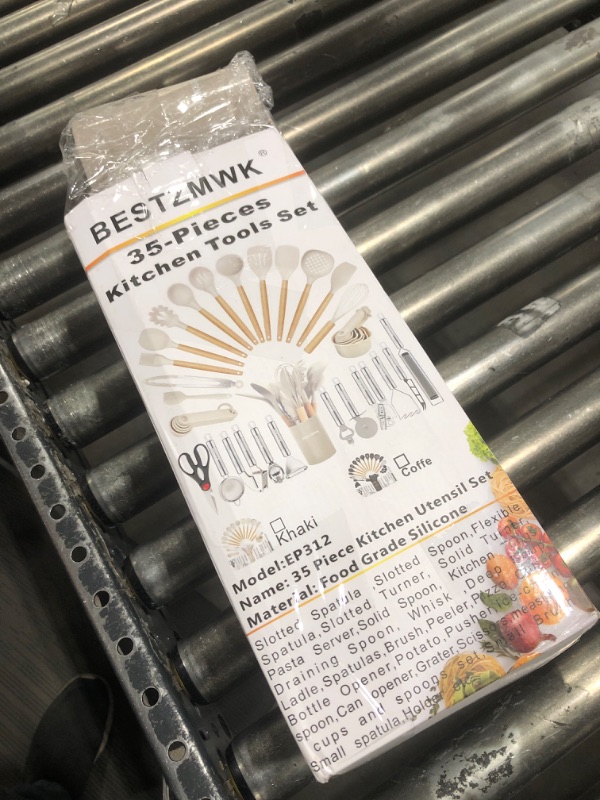 BESTZMWK®
35-Pieces
Kitchen Tools Set
Coffe
Khaki
Model:EP312
Name: 35 Piece Kitchen Utensil Set
Material: Food Grade Silicone
Slotted Spatula Slotted Spoon,Flexible
Spatula,Slotted Turner, Solid Turner
Pasta Server,Solid Spoon, Kitchen
Draining Spoon, Whisk Deep
Ladle,Spatulas,Brush,Peeler,Pizza
Bottle Opener,Potato, Pusher
spoon,Can opener,Grater,Scissors
cups and spoons set
Small spatula,Holder